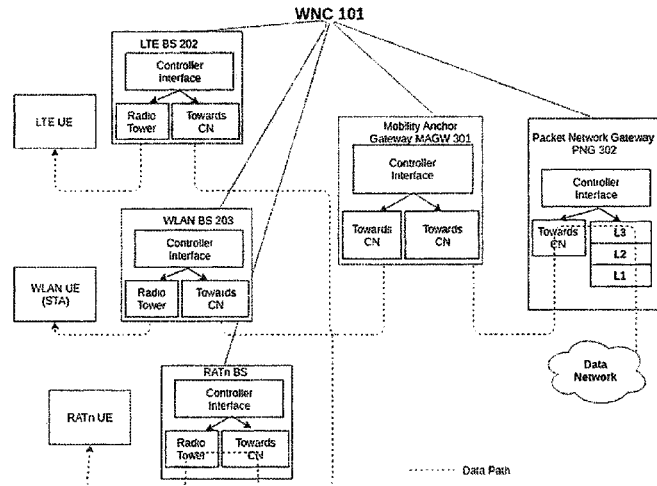 WNC 101
LTE BS 202
Controller
Interface
Radio
Tower
Towards
CN
LTE UE
Mobility Anchor
Gateway MAGW 301
Controller
Interface
Towards
CN
Towards
CN
Packet Network Gateway
PNG 302
Controller
Interface
Towards
CN
L3
L2
L1
WLAN BS 203
Controller
Interface
Radio
Tower
Towards
CN
WLAN UE
(STA)
Data
Network
RATn BS
Controller
Interface
Radio
Tower
Towards
CN
RATn UE
Data Path